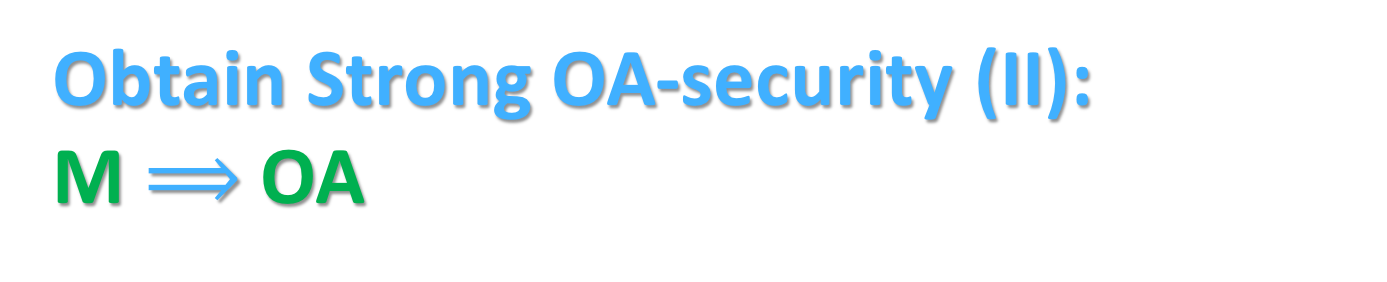 Obtain Strong OA-security (II):
M ⟹ OA